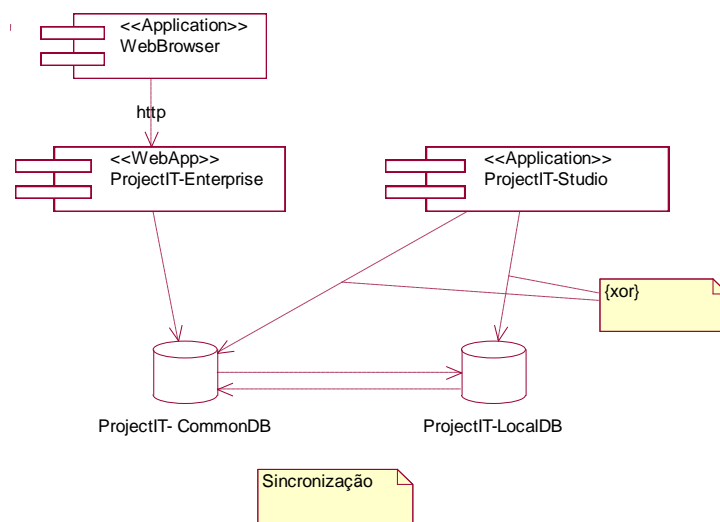 <<Application>>
WebBrowser
http
<<WebApp>>
ProjectIT-Enterprise
<<Application>>
ProjectIT-Studio
{xor}
ProjectIT- CommonDB
ProjectIT-LocalDB
Sincronização